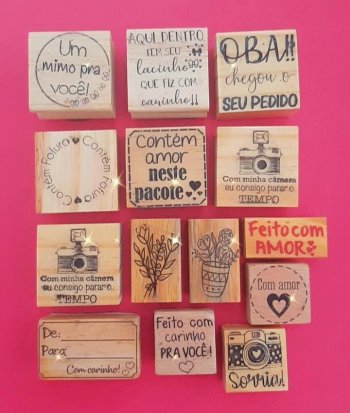 Um
mimo pra
você!
AQUI DENTRO
TEM SEU
lacinho
QUE FIZ COM
carinho!!
OBA!!
chegou o
SEU PEDIDO
Contém Fofura
Contém Fofura
Contém
amor
neste
pacote
Com minha câmera
eu consigo parar o
TEMPO
Com minha câmera
eu consigo parar o
TEMPO
Feito com
AMOR
Com amor
De:
Para:
Com carinho!
Feito com
carinho
PRA VOCÊ!
Sorria!